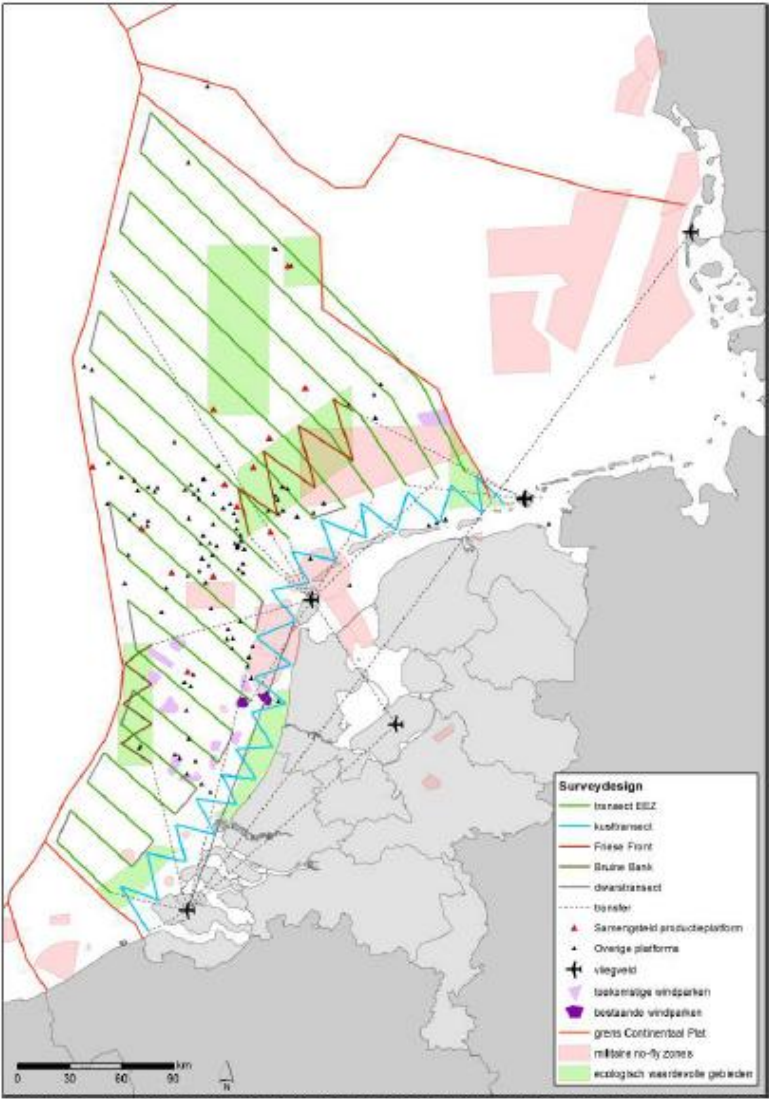 Surveydesign
transect EEZ
kusttransect
Friese Front
Bruine Bank
dwarstransect
transfer
Samengesteld productieplatform
Overige platforms
vliegveld
toekomstige windparken
bestaande windparken
grens Continentaal Plat
militaire no-fly zones
ecologisch waardevolle gebieden
km
0 30 60 90
N